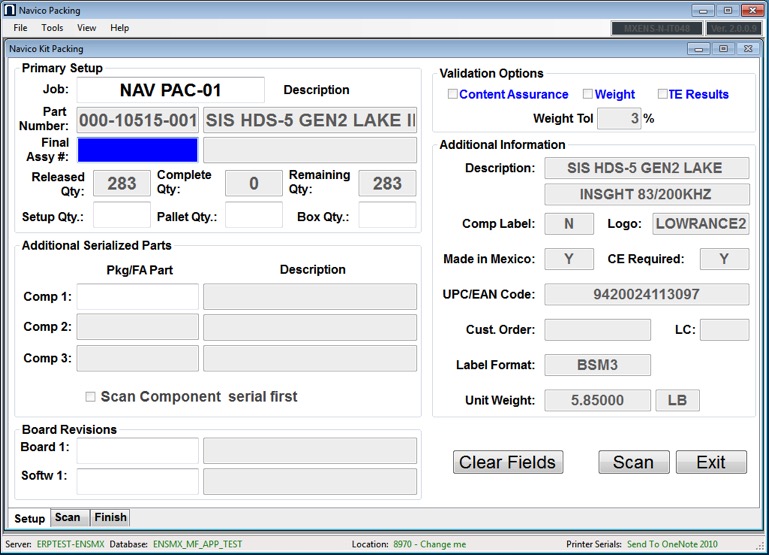 Navico Packing
File Tools View Help
MXENS-N-IT048 Ver. 2.0.0.9
Navico Kit Packing
Primary Setup
Job: NAV PAC-01 Description
Part Number: 000-10515-001 SIS HDS-5 GEN2 LAKE I
Final Assy #:
Released Qty: 283 Complete Qty: 0 Remaining Qty: 283
Setup Qty.: Pallet Qty.: Box Qty.:
Additional Serialized Parts
Pkg/FA Part Description
Comp 1:
Comp 2:
Comp 3:
Scan Component serial first
Board Revisions
Board 1:
Softw 1:
Validation Options
Content Assurance Weight TE Results
Weight Tol 3 %
Additional Information
Description: SIS HDS-5 GEN2 LAKE
INSGHT 83/200KHZ
Comp Label: N Logo: LOWRANCE2
Made in Mexico: Y CE Required: Y
UPC/EAN Code: 9420024113097
Cust. Order: LC:
Label Format: BSM3
Unit Weight: 5.85000 LB
Clear Fields Scan Exit
Setup Scan Finish
Server: ERPTEST-ENSMX Database: ENSMX_MF_APP_TEST Location: 8970 - Change me Printer Serials: Send To OneNote 2010